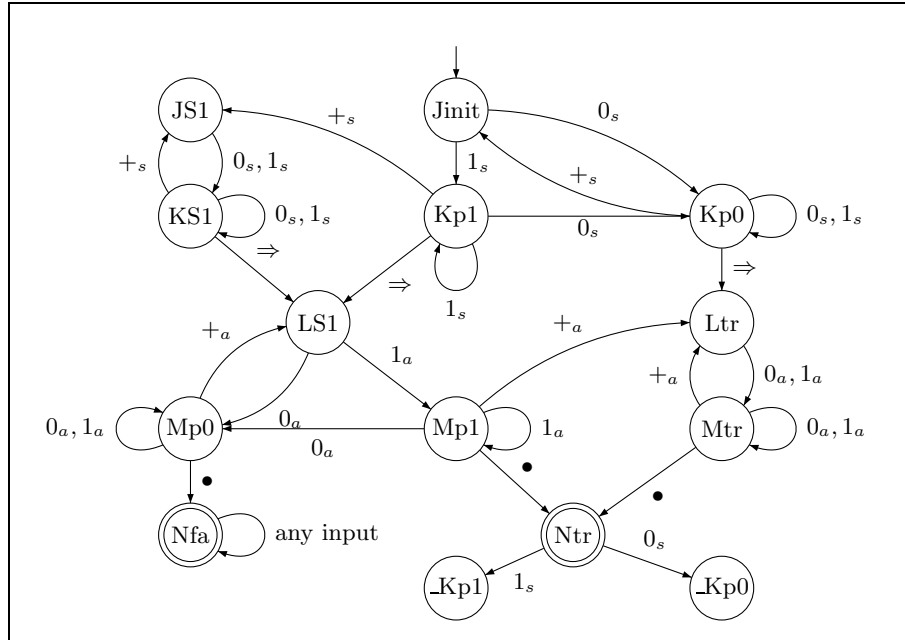 JS1
Jinit
+ₛ
0ₛ
+ₛ
0ₛ, 1ₛ
1ₛ
+ₛ
KS1
0ₛ, 1ₛ
Kp1
0ₛ
Kp0
0ₛ, 1ₛ
⇒
⇒
⇒
1ₛ
LS1
Ltr
+ₐ
1ₐ
+ₐ
+ₐ
0ₐ, 1ₐ
0ₐ, 1ₐ
Mp0
0ₐ
0ₐ
Mp1
1ₐ
Mtr
0ₐ, 1ₐ
•
•
•
Nfa
any input
Ntr
0ₛ
_Kp1
1ₛ
_Kp0